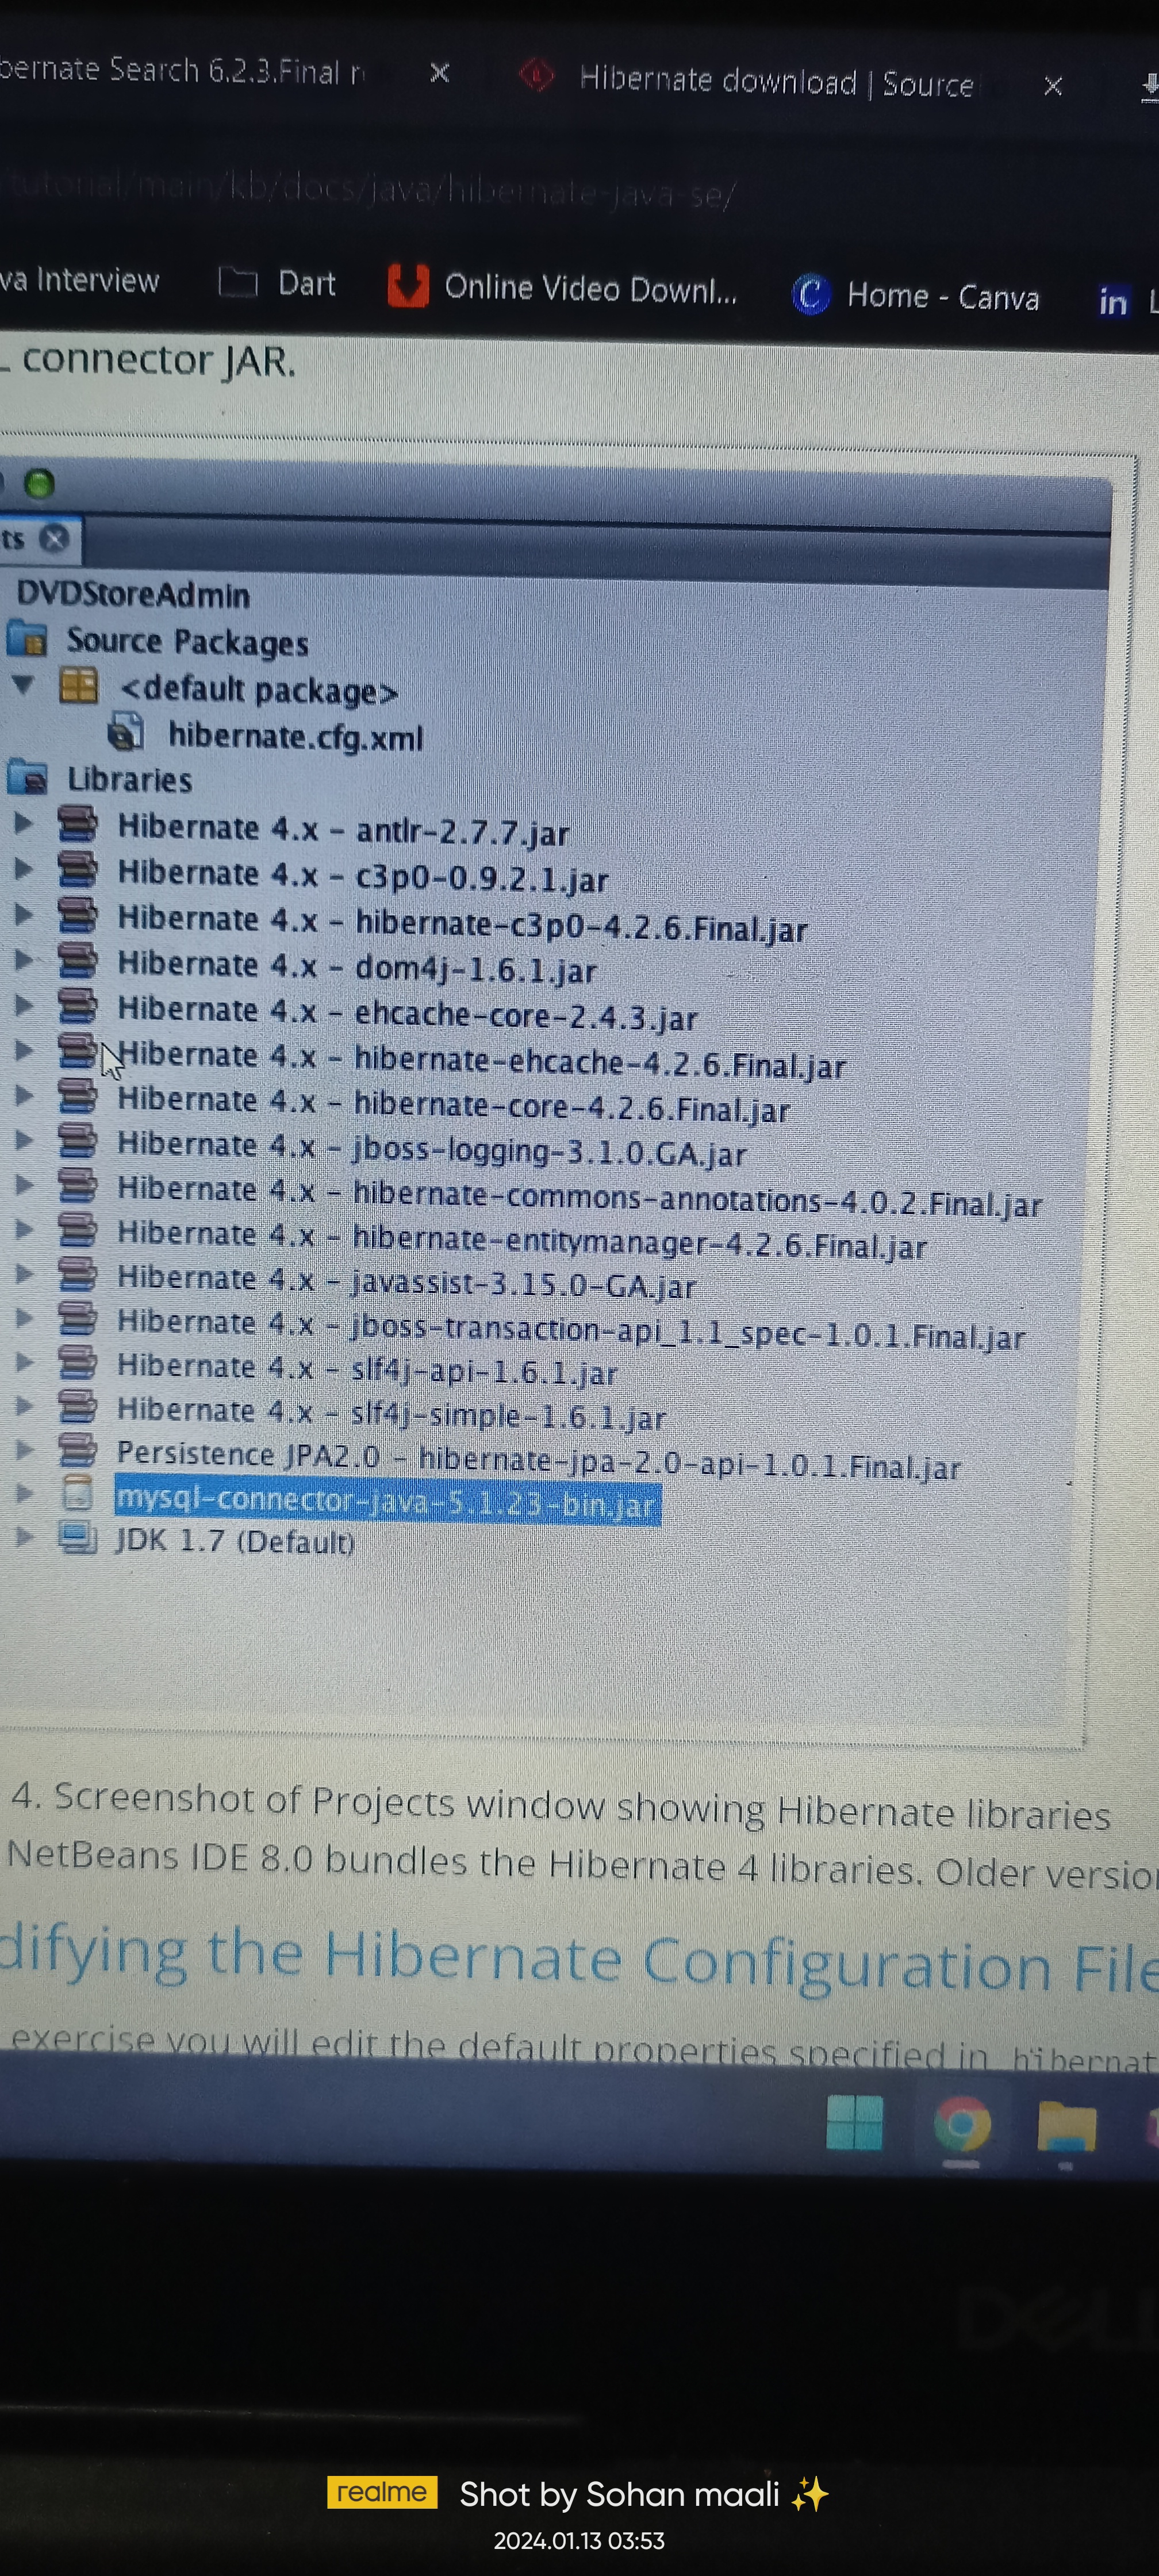 bernate Search 6.2.3.Final
Hibernate download | Source
/tutorial/main/kb/docs/java/hibernate-java-se/
va Interview
Dart
Online Video Downl...
Home - Canva
in
connector JAR.
ts
DVDStoreAdmin
Source Packages
<default package>
hibernate.cfg.xml
Libraries
Hibernate 4.x – antlr-2.7.7.jar
Hibernate 4.x – c3p0-0.9.2.1.jar
Hibernate 4.x – hibernate-c3p0-4.2.6.Final.jar
Hibernate 4.x – dom4j-1.6.1.jar
Hibernate 4.x – ehcache-core-2.4.3.jar
Hibernate 4.x – hibernate-ehcache-4.2.6.Final.jar
Hibernate 4.x – hibernate-core-4.2.6.Final.jar
Hibernate 4.x – jboss-logging-3.1.0.GA.jar
Hibernate 4.x – hibernate-commons-annotations-4.0.2.Final.jar
Hibernate 4.x – hibernate-entitymanager-4.2.6.Final.jar
Hibernate 4.x – javassist-3.15.0-GA.jar
Hibernate 4.x – jboss-transaction-api_1.1_spec-1.0.1.Final.jar
Hibernate 4.x – slf4j-api-1.6.1.jar
Hibernate 4.x – slf4j-simple-1.6.1.jar
Persistence JPA2.0 – hibernate-jpa-2.0-api-1.0.1.Final.jar
mysql-connector-java-5.1.23-bin.jar
JDK 1.7 (Default)
4. Screenshot of Projects window showing Hibernate libraries
NetBeans IDE 8.0 bundles the Hibernate 4 libraries. Older version
difying the Hibernate Configuration File
exercise you will edit the default properties specified in hibernat
DELL
realme Shot by Sohan maali
2024.01.13 03:53